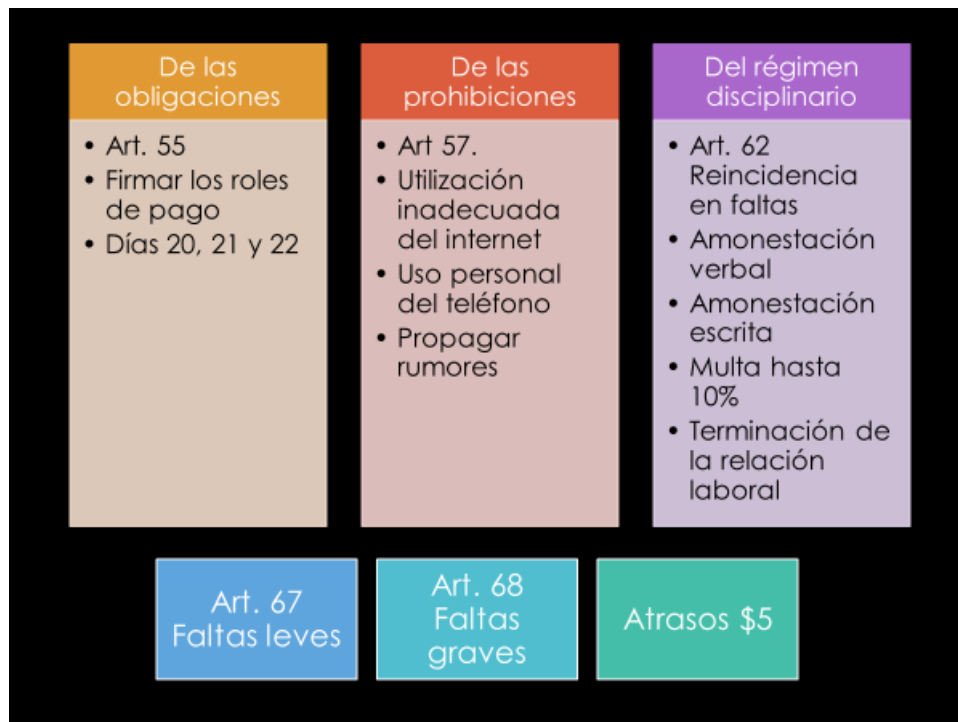 De las
obligaciones
• Art. 55
• Firmar los roles
de pago
• Días 20, 21 y 22
De las
prohibiciones
• Art 57.
• Utilización
inadecuada
del internet
• Uso personal
del teléfono
• Propagar
rumores
Del régimen
disciplinario
• Art. 62
Reincidencia
en faltas
• Amonestación
verbal
• Amonestación
escrita
• Multa hasta
10%
• Terminación de
la relación
laboral
Art. 67
Faltas leves
Art. 68
Faltas
graves
Atrasos $5